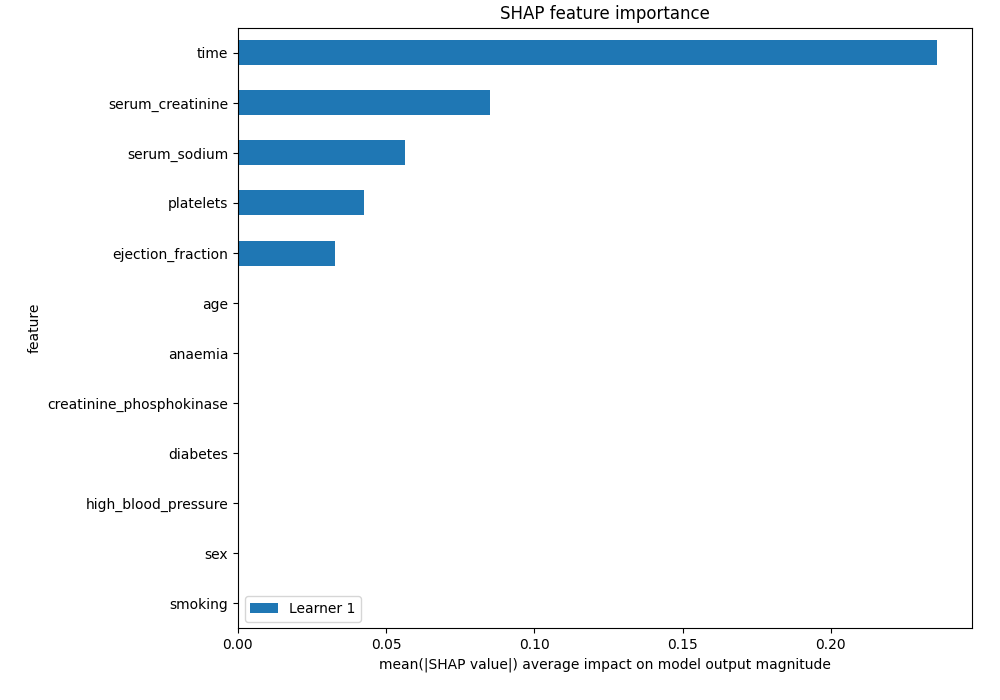 SHAP feature importance
time
serum_creatinine
serum_sodium
platelets
ejection_fraction
age
anaemia
creatinine_phosphokinase
diabetes
high_blood_pressure
sex
smoking
feature
Learner 1
0.00 0.05 0.10 0.15 0.20
mean(|SHAP value|) average impact on model output magnitude